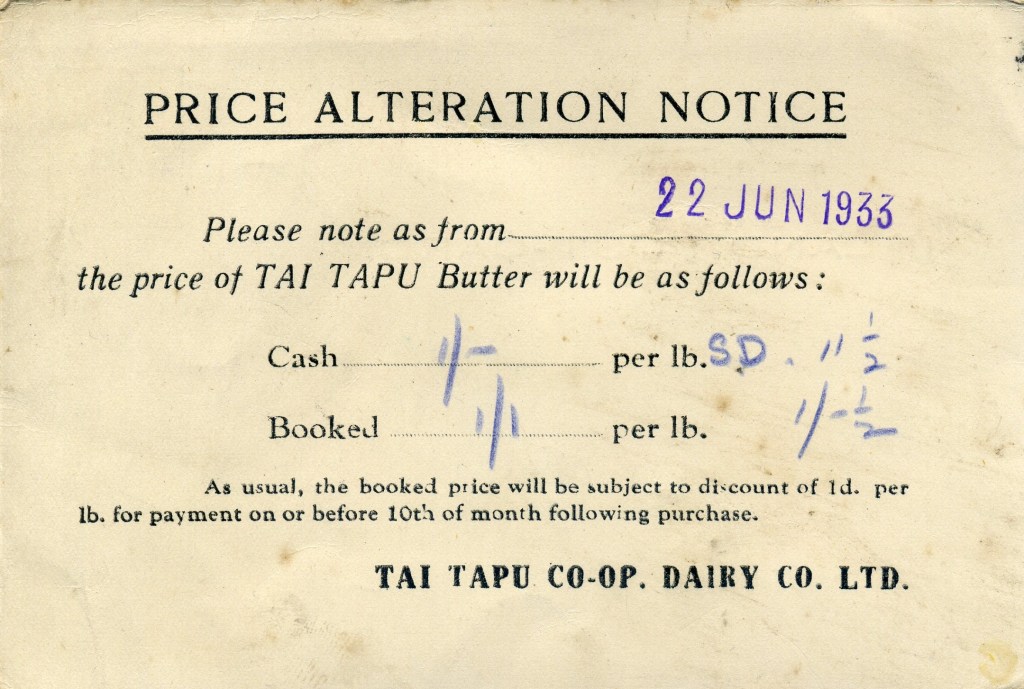 PRICE ALTERATION NOTICE
22 JUN 1933
Please note as from
the price of TAI TAPU Butter will be as follows:
Cash 1/- per lb. SD. 11 1/2
Booked 1/1 per lb. 1/-1/2
As usual, the booked price will be subject to discount of 1d. per
lb. for payment on or before 10th of month following purchase.
TAI TAPU CO-OP. DAIRY CO. LTD.